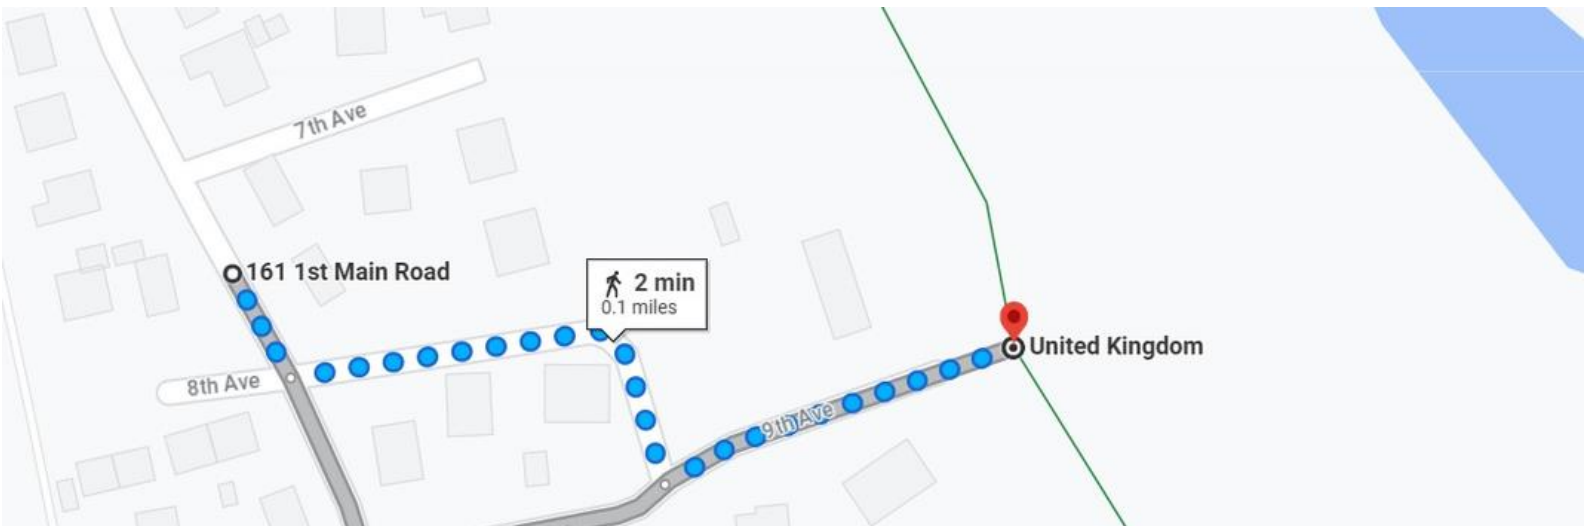 7th Ave
161 1st Main Road
2 min
0.1 miles
United Kingdom
8th Ave
9th Ave